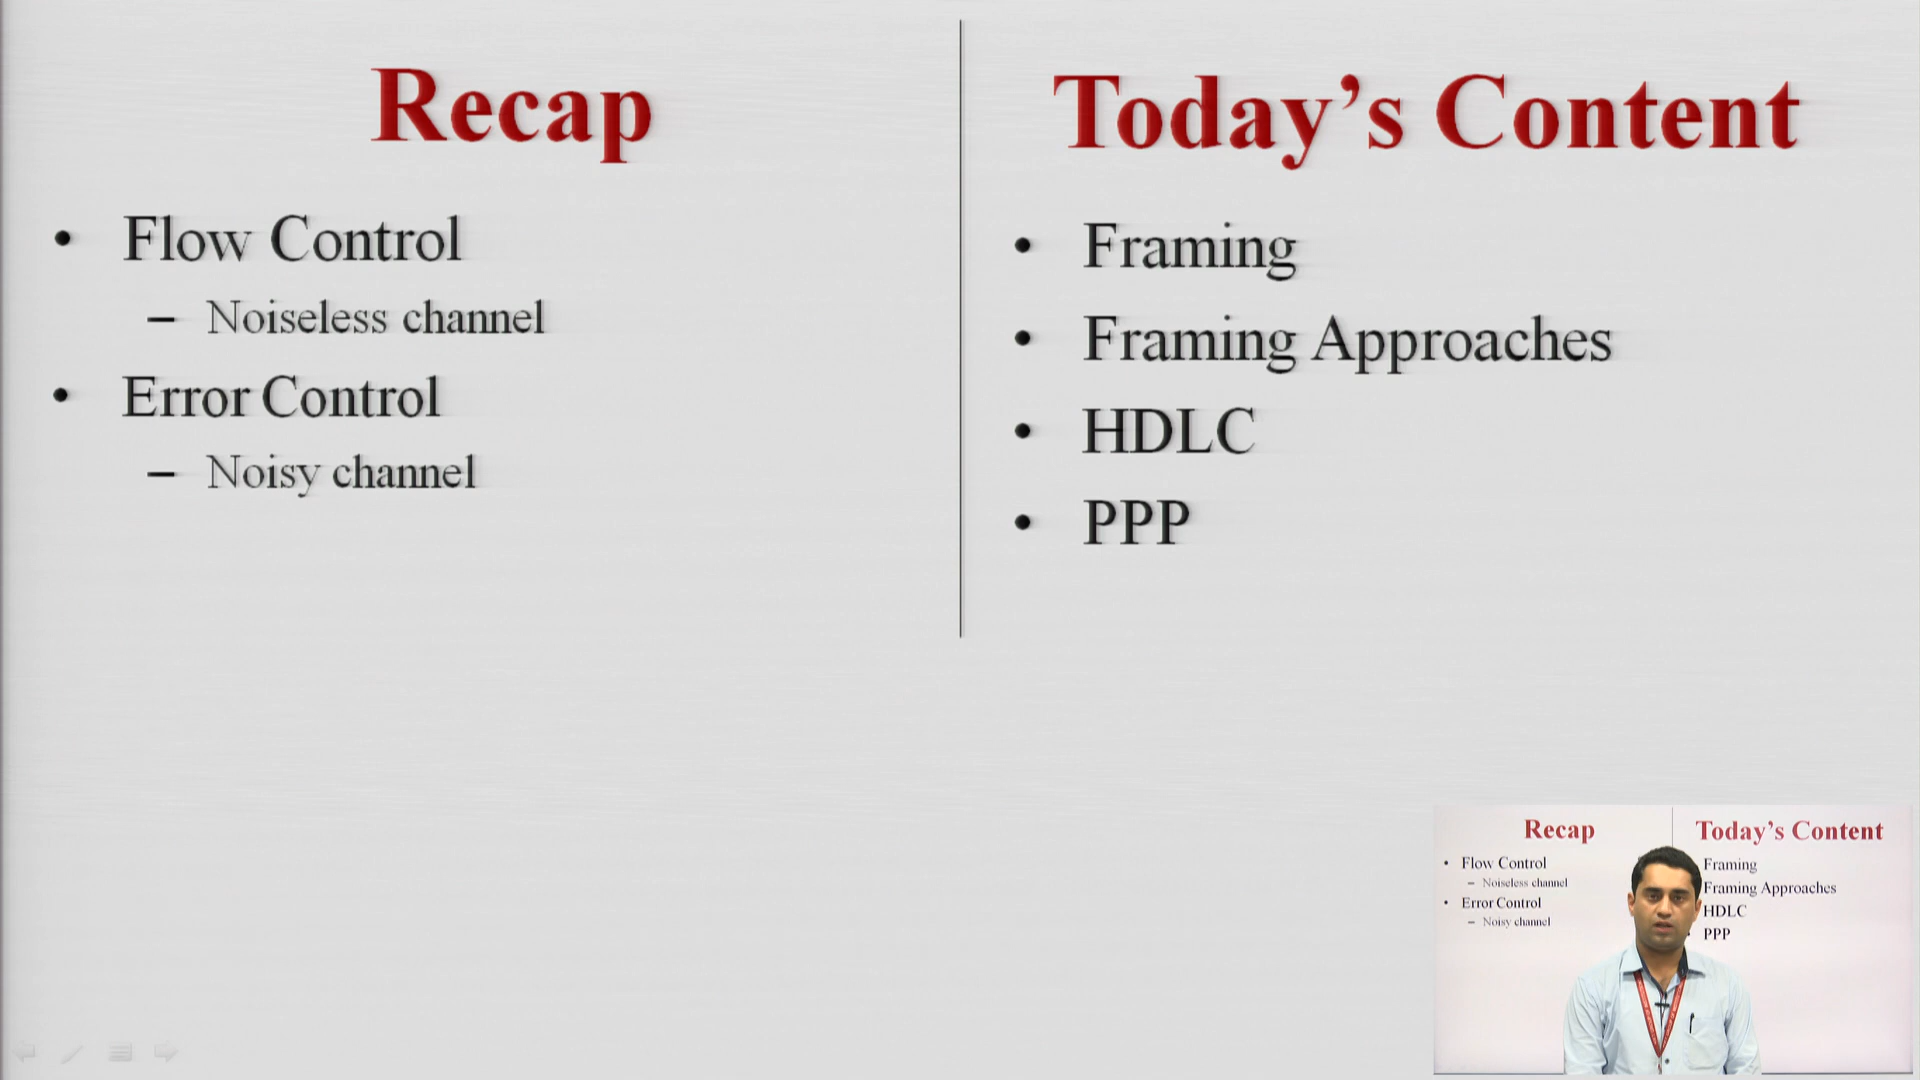 Recap
• Flow Control
– Noiseless channel
• Error Control
– Noisy channel
Today's Content
• Framing
• Framing Approaches
• HDLC
• PPP
Recap
• Flow Control
– Noiseless channel
• Error Control
– Noisy channel
Today's Content
Framing
Framing Approaches
HDLC
PPP